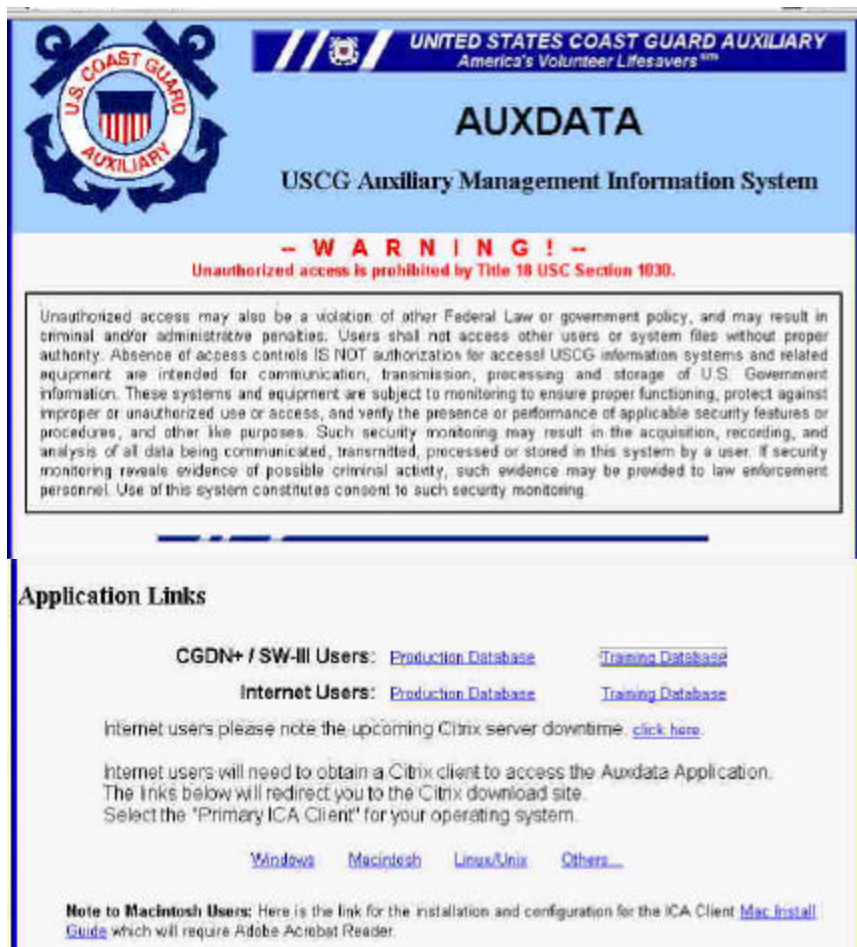 U.S. COAST GUARD
AUXILIARY
UNITED STATES COAST GUARD AUXILIARY
America's Volunteer Lifesavers sm
AUXDATA
USCG Auxiliary Management Information System
-- W A R N I N G ! --
Unauthorized access is prohibited by Title 18 USC Section 1030.
Unauthorized access may also be a violation of other Federal Law or government policy, and may result in
criminal and/or administrative penalties. Users shall not access other users or system files without proper
authority. Absence of access controls IS NOT authorization for access! USCG information systems and related
equipment are intended for communication, transmission, processing and storage of U.S. Government
information. These systems and equipment are subject to monitoring to ensure proper functioning, protect against
improper or unauthorized use or access, and verify the presence or performance of applicable security features or
procedures, and other like purposes. Such security monitoring may result in the acquisition, recording, and
analysis of all data being communicated, transmitted, processed or stored in this system by a user. If security
monitoring reveals evidence of possible criminal activity, such evidence may be provided to law enforcement
personnel. Use of this system constitutes consent to such security monitoring.
Application Links
CGDN+ / SW-III Users: Production Database Training Database
Internet Users: Production Database Training Database
Internet users please note the upcoming Citrix server downtime. click here.
Internet users will need to obtain a Citrix client to access the Auxdata Application.
The links below will redirect you to the Citrix download site.
Select the "Primary ICA Client" for your operating system.
Windows Macintosh Linux/Unix Others...
Note to Macintosh Users: Here is the link for the installation and configuration for the ICA Client Mac Install
Guide which will require Adobe Acrobat Reader.